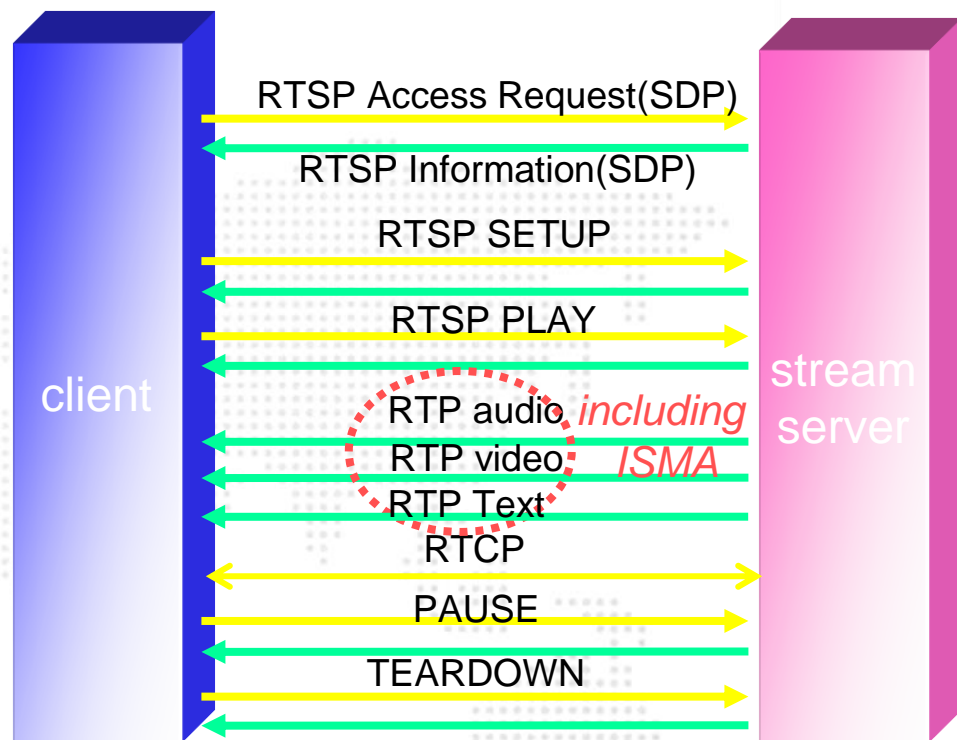 RTSP Access Request(SDP)
RTSP Information(SDP)
RTSP SETUP
RTSP PLAY
client
stream
server
RTP audio including
RTP video ISMA
RTP Text
RTCP
PAUSE
TEARDOWN